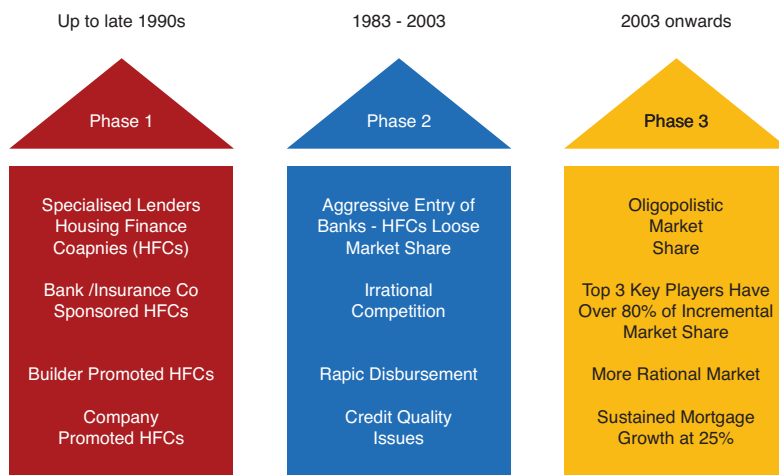 Up to late 1990s
Phase 1
Specialised Lenders
Housing Finance
Coapnies (HFCs)
Bank /Insurance Co
Sponsored HFCs
Builder Promoted HFCs
Company
Promoted HFCs
1983 - 2003
Phase 2
Aggressive Entry of
Banks - HFCs Loose
Market Share
Irrational
Competition
Rapic Disbursement
Credit Quality
Issues
2003 onwards
Phase 3
Oligopolistic
Market
Share
Top 3 Key Players Have
Over 80% of Incremental
Market Share
More Rational Market
Sustained Mortgage
Growth at 25%